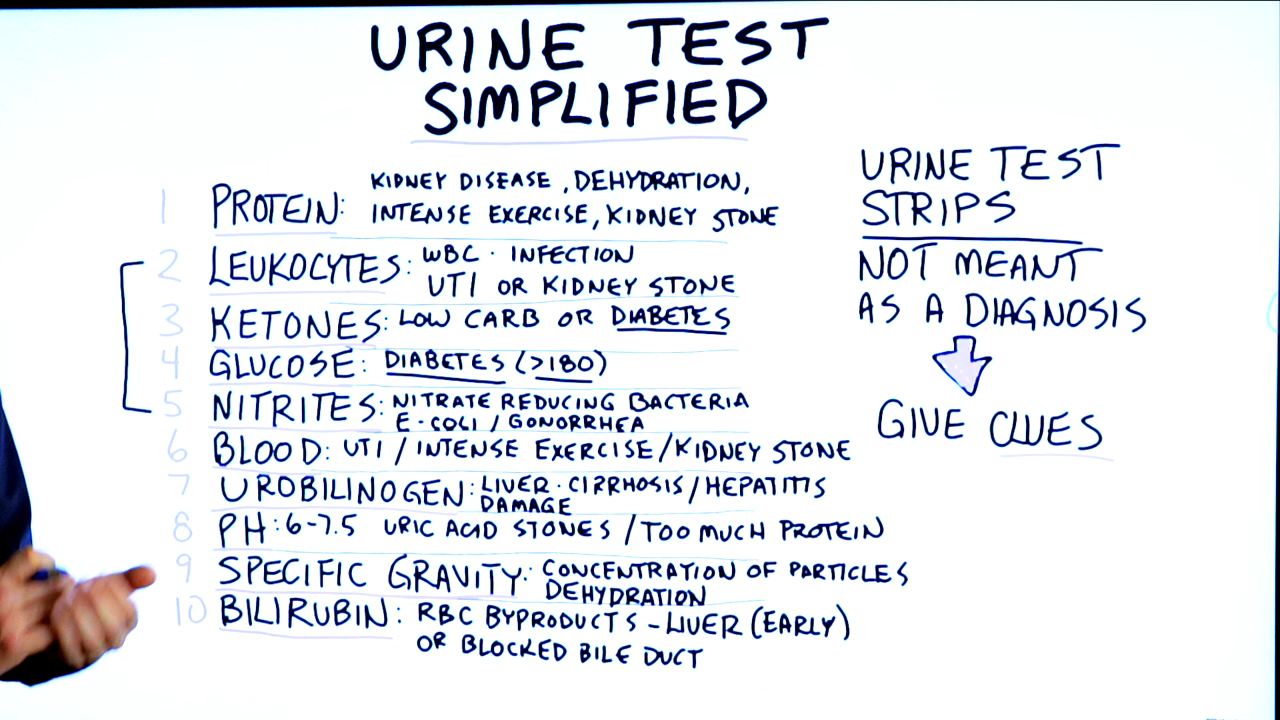 URINE TEST
SIMPLIFIED
1 PROTEIN: KIDNEY DISEASE, DEHYDRATION,
INTENSE EXERCISE, KIDNEY STONE
2 LEUKOCYTES: WBC · INFECTION
UTI OR KIDNEY STONE
3 KETONES: LOW CARB OR DIABETES
4 GLUCOSE: DIABETES (>180)
5 NITRITES: NITRATE REDUCING BACTERIA
E-COLI / GONORRHEA
6 BLOOD: UTI / INTENSE EXERCISE/KIDNEY STONE
7 UROBILINOGEN: LIVER · CIRRHOSIS/HEPATITIS
DAMAGE
8 PH: 6-7.5 URIC ACID STONES / TOO MUCH PROTEIN
9 SPECIFIC GRAVITY: CONCENTRATION OF PARTICLES
DEHYDRATION
10 BILIRUBIN: RBC BYPRODUCTS - LIVER (EARLY)
OR BLOCKED BILE DUCT
URINE TEST
STRIPS
NOT MEANT
AS A DIAGNOSIS
GIVE CLUES